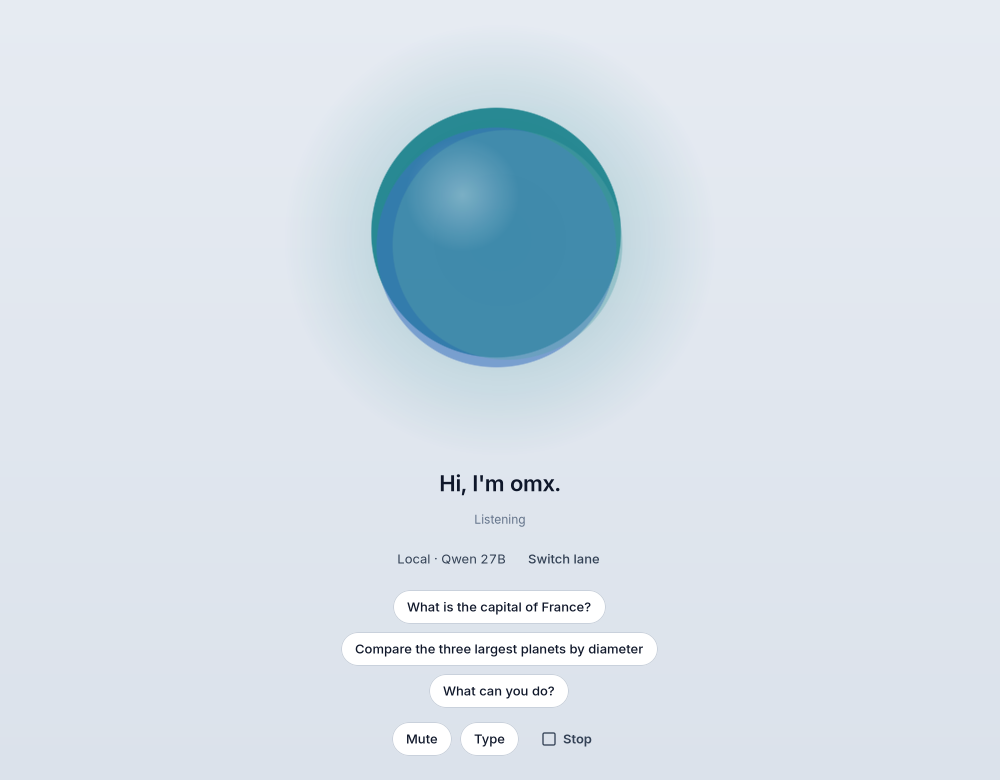 Hi, I'm omx.
Listening
Local · Qwen 27B Switch lane
What is the capital of France?
Compare the three largest planets by diameter
What can you do?
Mute Type Stop